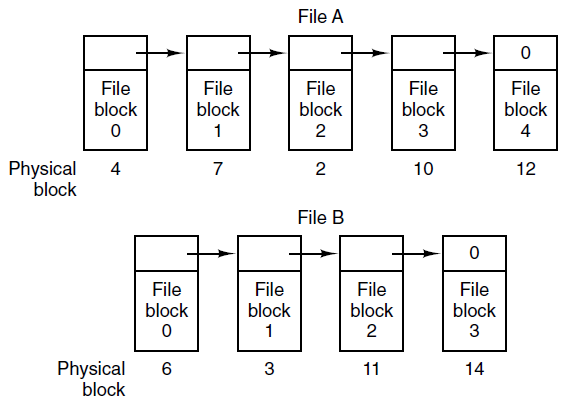 File A
0
File File File File File
block block block block block
0 1 2 3 4
Physical 4 7 2 10 12
block
File B
0
File File File File
block block block block
0 1 2 3
Physical 6 3 11 14
block